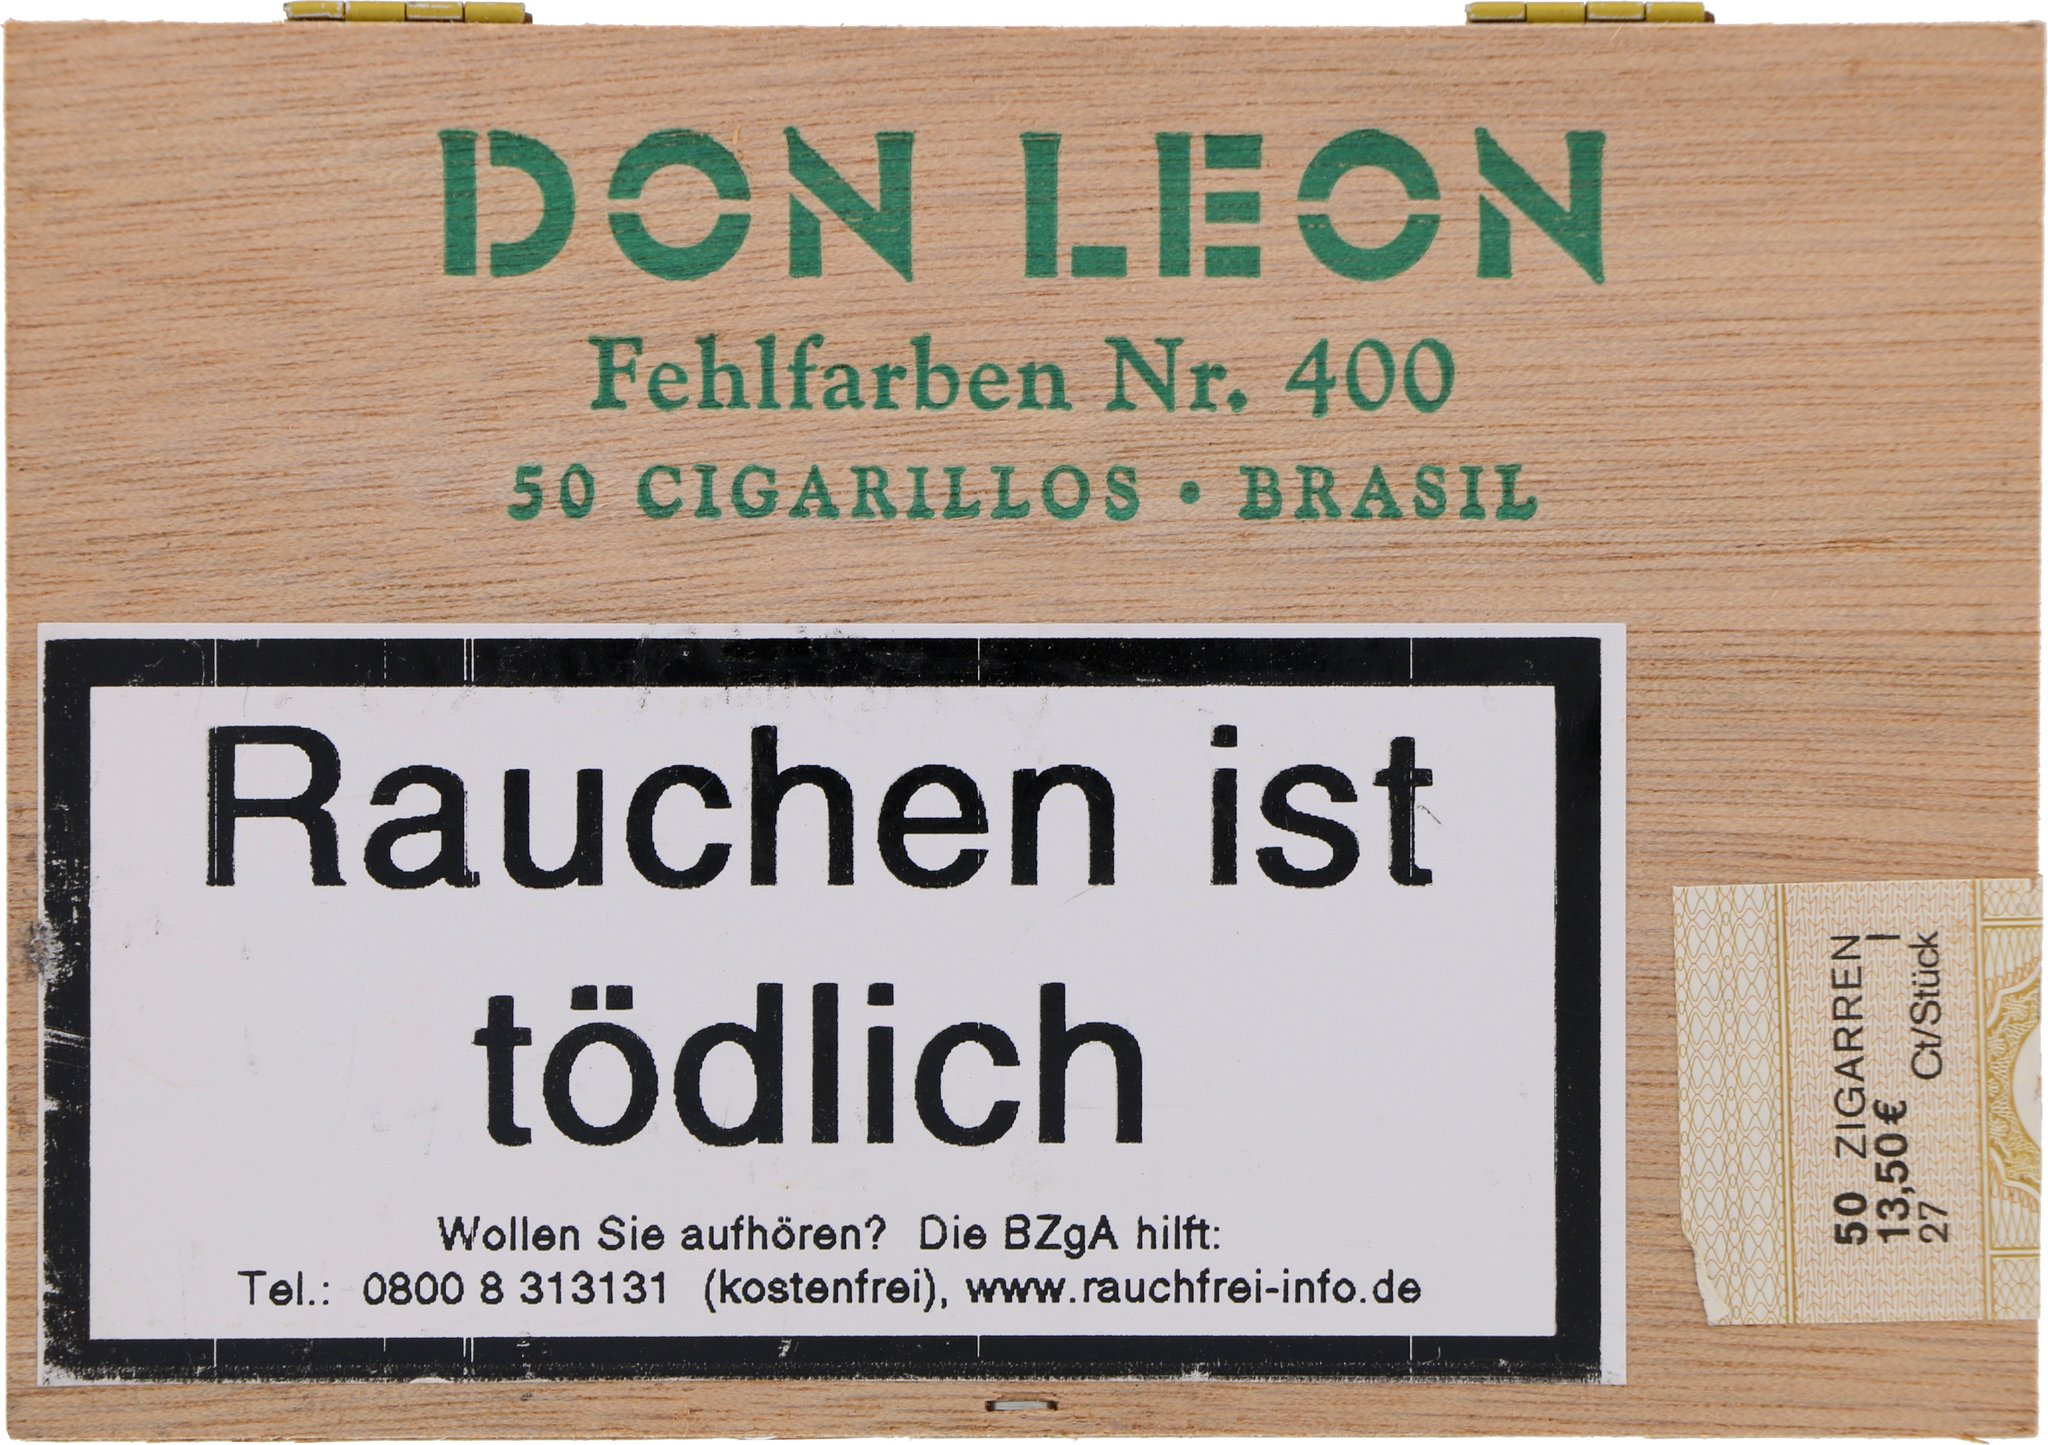 DON LEON
Fehlfarben Nr. 400
50 CIGARILLOS • BRASIL
Rauchen ist
tödlich
Wollen Sie aufhören? Die BZgA hilft:
Tel.: 0800 8 313131 (kostenfrei), www.rauchfrei-info.de
50 ZIGARREN
13,50€ I
27 Ct/Stück